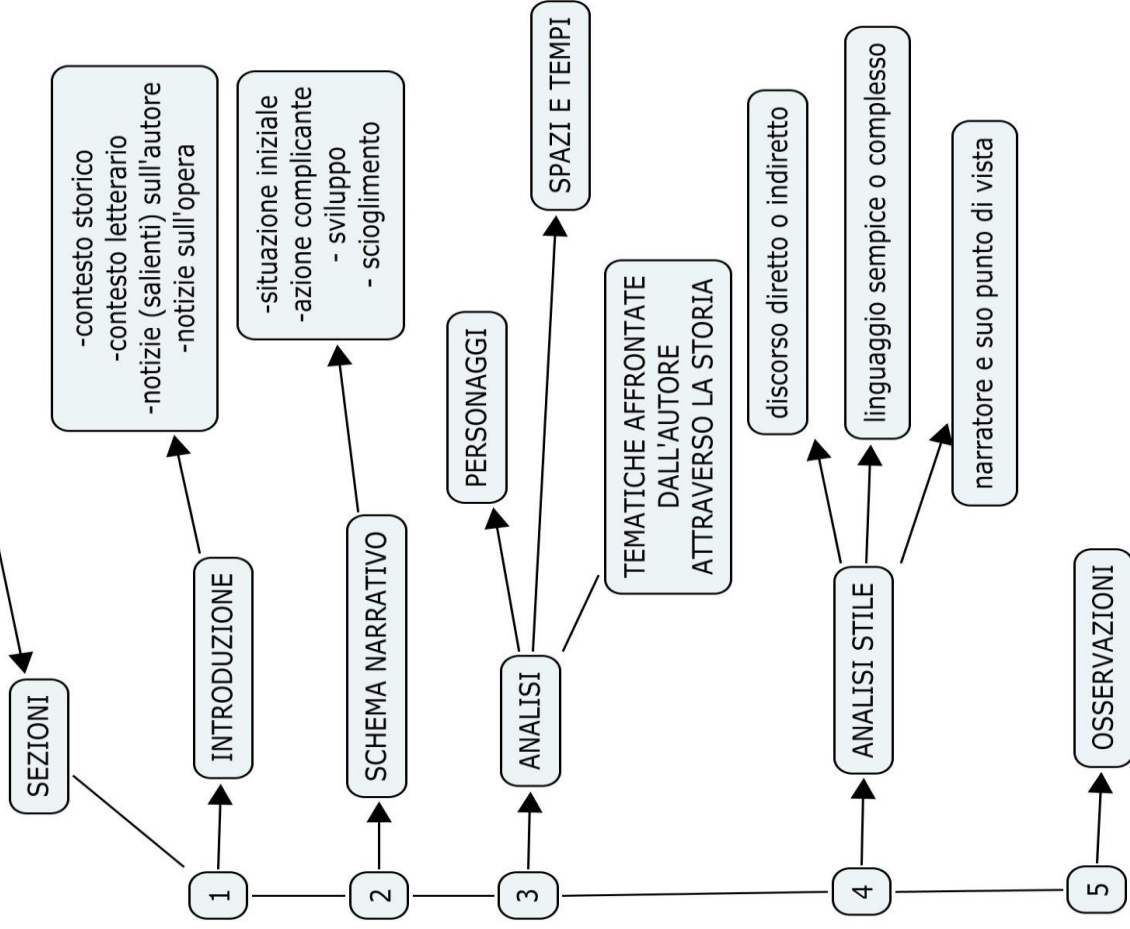 SEZIONI
1
INTRODUZIONE
-contesto storico
-contesto letterario
-notizie (salienti) sull'autore
-notizie sull'opera
2
SCHEMA NARRATIVO
-situazione iniziale
-azione complicante
- sviluppo
- scioglimento
3
ANALISI
PERSONAGGI
SPAZI E TEMPI
TEMATICHE AFFRONTATE
DALL'AUTORE
ATTRAVERSO LA STORIA
4
ANALISI STILE
discorso diretto o indiretto
linguaggio sempice o complesso
narratore e suo punto di vista
5
OSSERVAZIONI